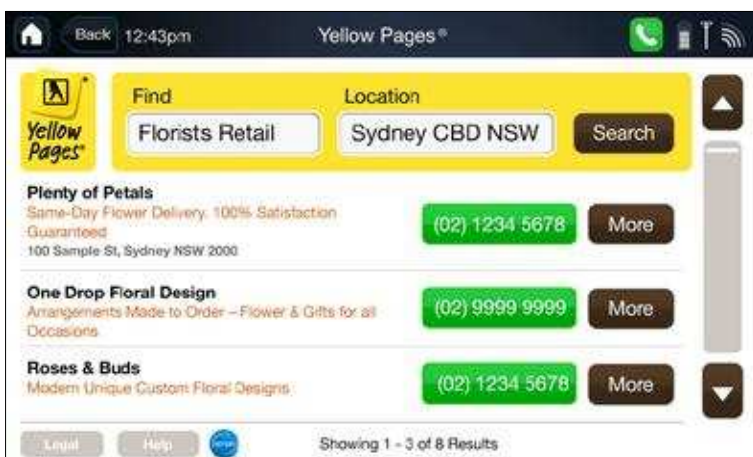 Back 12:43pm Yellow Pages®
Yellow Pages®
Find Location
Florists Retail Sydney CBD NSW Search
Plenty of Petals
Same-Day Flower Delivery. 100% Satisfaction
Guaranteed
100 Sample St, Sydney NSW 2000
(02) 1234 5678 More
One Drop Floral Design
Arrangements Made to Order – Flower & Gifts for all
Occasions
(02) 9999 9999 More
Roses & Buds
Modern Unique Custom Floral Designs
(02) 1234 5678 More
Legal Help Showing 1 - 3 of 8 Results